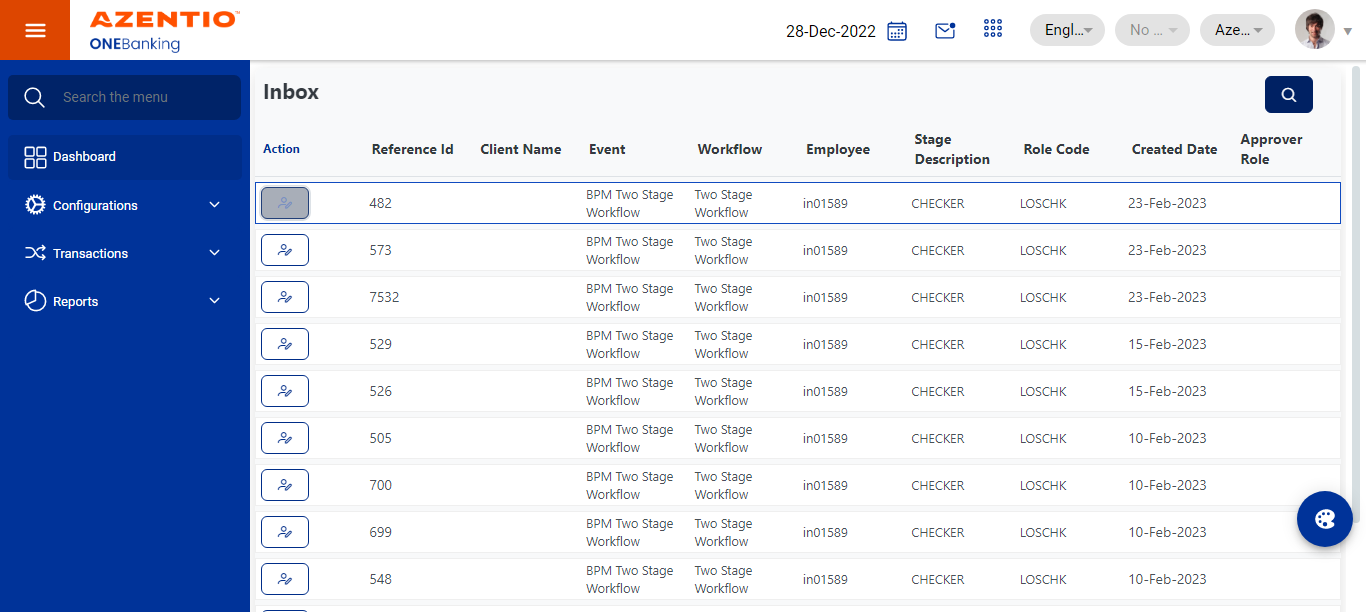 AZENTIO™
ONEBanking
28-Dec-2022
Engl...
No ...
Aze...
Search the menu
Dashboard
Configurations
Transactions
Reports
Inbox
Action Reference Id Client Name Event Workflow Employee Stage Description Role Code Created Date Approver Role
482 BPM Two Stage Workflow Two Stage Workflow in01589 CHECKER LOSCHK 23-Feb-2023
573 BPM Two Stage Workflow Two Stage Workflow in01589 CHECKER LOSCHK 23-Feb-2023
7532 BPM Two Stage Workflow Two Stage Workflow in01589 CHECKER LOSCHK 23-Feb-2023
529 BPM Two Stage Workflow Two Stage Workflow in01589 CHECKER LOSCHK 15-Feb-2023
526 BPM Two Stage Workflow Two Stage Workflow in01589 CHECKER LOSCHK 15-Feb-2023
505 BPM Two Stage Workflow Two Stage Workflow in01589 CHECKER LOSCHK 10-Feb-2023
700 BPM Two Stage Workflow Two Stage Workflow in01589 CHECKER LOSCHK 10-Feb-2023
699 BPM Two Stage Workflow Two Stage Workflow in01589 CHECKER LOSCHK 10-Feb-2023
548 BPM Two Stage Workflow Two Stage Workflow in01589 CHECKER LOSCHK 10-Feb-2023